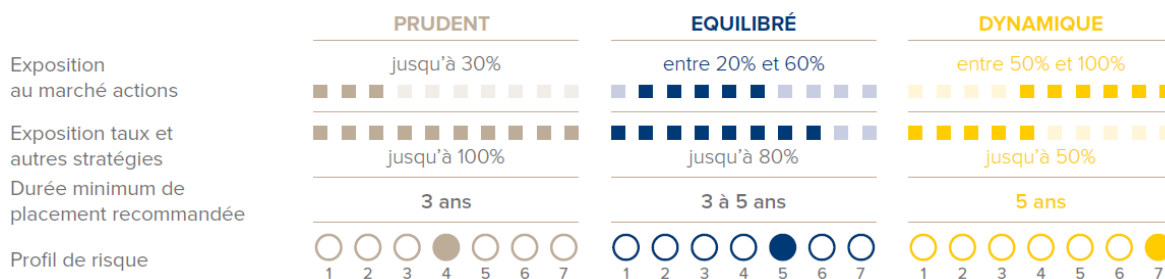 PRUDENT EQUILIBRÉ DYNAMIQUE
Exposition jusqu'à 30% entre 20% et 60% entre 50% et 100%
au marché actions
Exposition taux et
autres stratégies jusqu'à 100% jusqu'à 80% jusqu'à 50%
Durée minimum de
placement recommandée 3 ans 3 à 5 ans 5 ans
Profil de risque
1 2 3 4 5 6 7 1 2 3 4 5 6 7 1 2 3 4 5 6 7